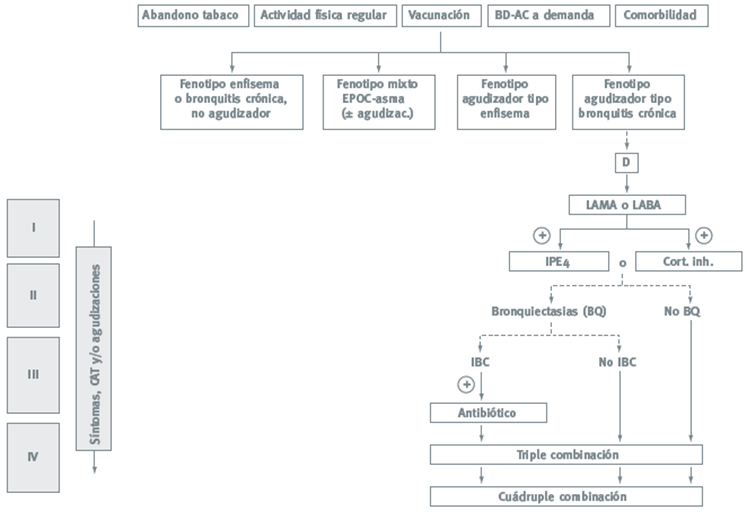 Abandono tabaco
Actividad física regular
Vacunación
BD-AC a demanda
Comorbilidad
Fenotipo enfisema
o bronquitis crónica,
no agudizador
Fenotipo mixto
EPOC-asma
(± agudizac.)
Fenotipo
agudizador tipo
enfisema
Fenotipo
agudizador tipo
bronquitis crónica
D
LAMA o LABA
+
+
IPE4
o
Cort. inh.
Bronquiectasias (BQ)
No BQ
IBC
No IBC
+
Antibiótico
Triple combinación
Cuádruple combinación
I
II
III
IV
Síntomas, CAT y/o agudizaciones